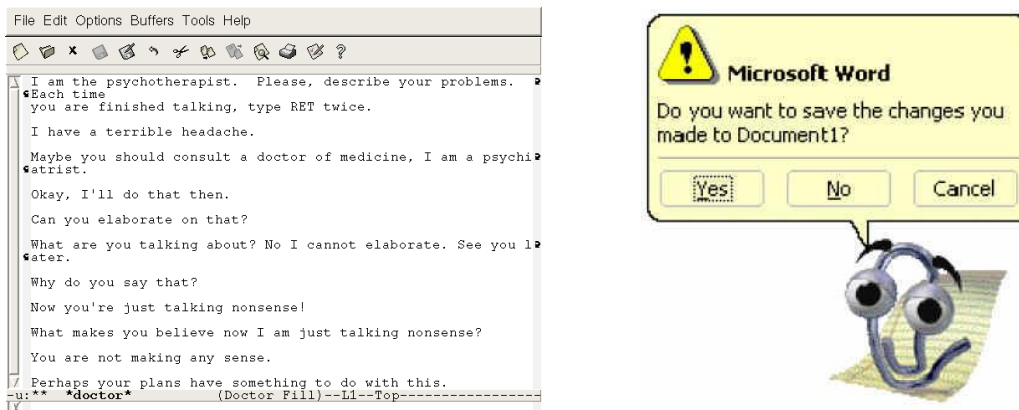 File Edit Options Buffers Tools Help
I am the psychotherapist.  Please, describe your problems.
Each time
you are finished talking, type RET twice.
I have a terrible headache.
Maybe you should consult a doctor of medicine, I am a psychi
atrist.
Okay, I'll do that then.
Can you elaborate on that?
What are you talking about? No I cannot elaborate. See you l
ater.
Why do you say that?
Now you're just talking nonsense!
What makes you believe now I am just talking nonsense?
You are not making any sense.
Perhaps your plans have something to do with this.
-u:**  *doctor*          (Doctor Fill)--L1--Top-----------------
Microsoft Word
Do you want to save the changes you
made to Document1?
Yes No Cancel